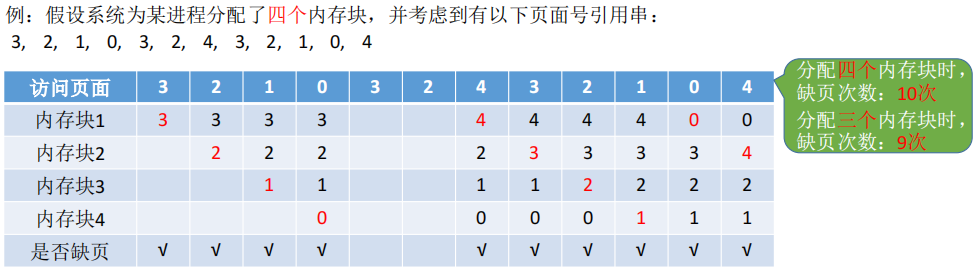 例：假设系统为某进程分配了四个内存块，并考虑到有以下页面号引用串：
3, 2, 1, 0, 3, 2, 4, 3, 2, 1, 0, 4
访问页面 3 2 1 0 3 2 4 3 2 1 0 4
内存块1 3 3 3 3 4 4 4 4 0 0
内存块2 2 2 2 2 3 3 3 3 4
内存块3 1 1 1 1 2 2 2 2
内存块4 0 0 0 0 1 1 1
是否缺页 √ √ √ √ √ √ √ √ √ √
分配四个内存块时，
缺页次数：10次
分配三个内存块时，
缺页次数：9次